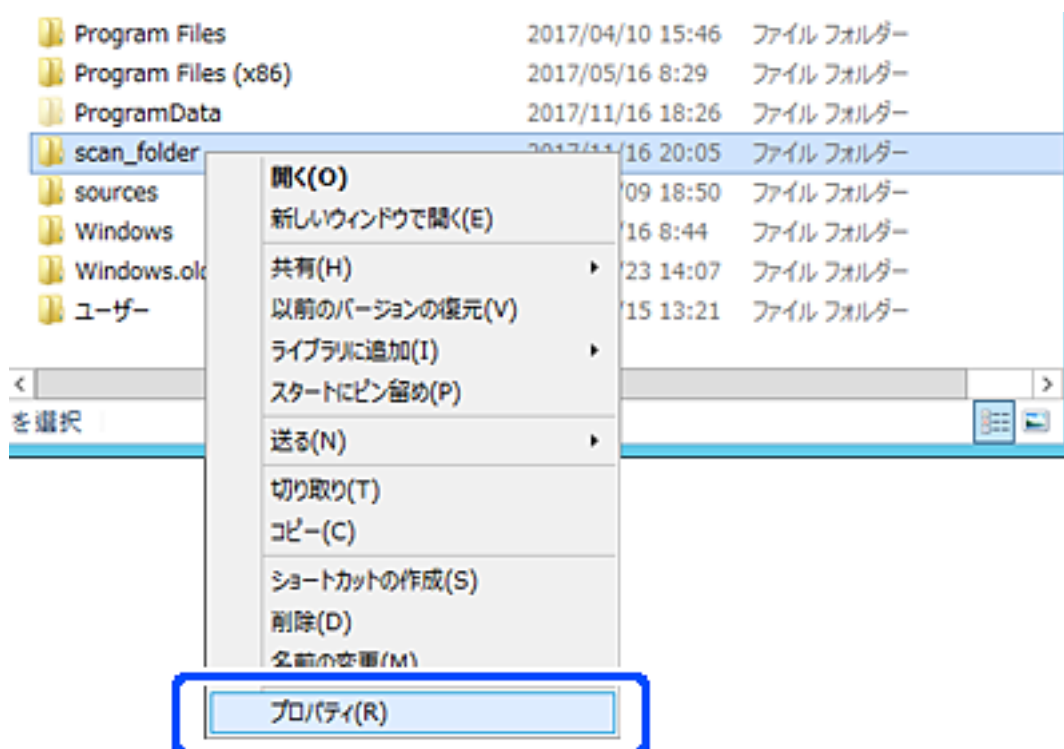 Program Files 2017/04/10 15:46 ファイル フォルダー
Program Files (x86) 2017/05/16 8:29 ファイル フォルダー
ProgramData 2017/11/16 18:26 ファイル フォルダー
scan_folder 2017/11/16 20:05 ファイル フォルダー
sources /09 18:50 ファイル フォルダー
Windows /16 8:44 ファイル フォルダー
Windows.old /23 14:07 ファイル フォルダー
ユーザー /15 13:21 ファイル フォルダー
を選択
開く(O)
新しいウィンドウで開く(E)
共有(H)
以前のバージョンの復元(V)
ライブラリに追加(I)
スタートにピン留め(P)
送る(N)
切り取り(T)
コピー(C)
ショートカットの作成(S)
削除(D)
名前の変更(M)
プロパティ(R)